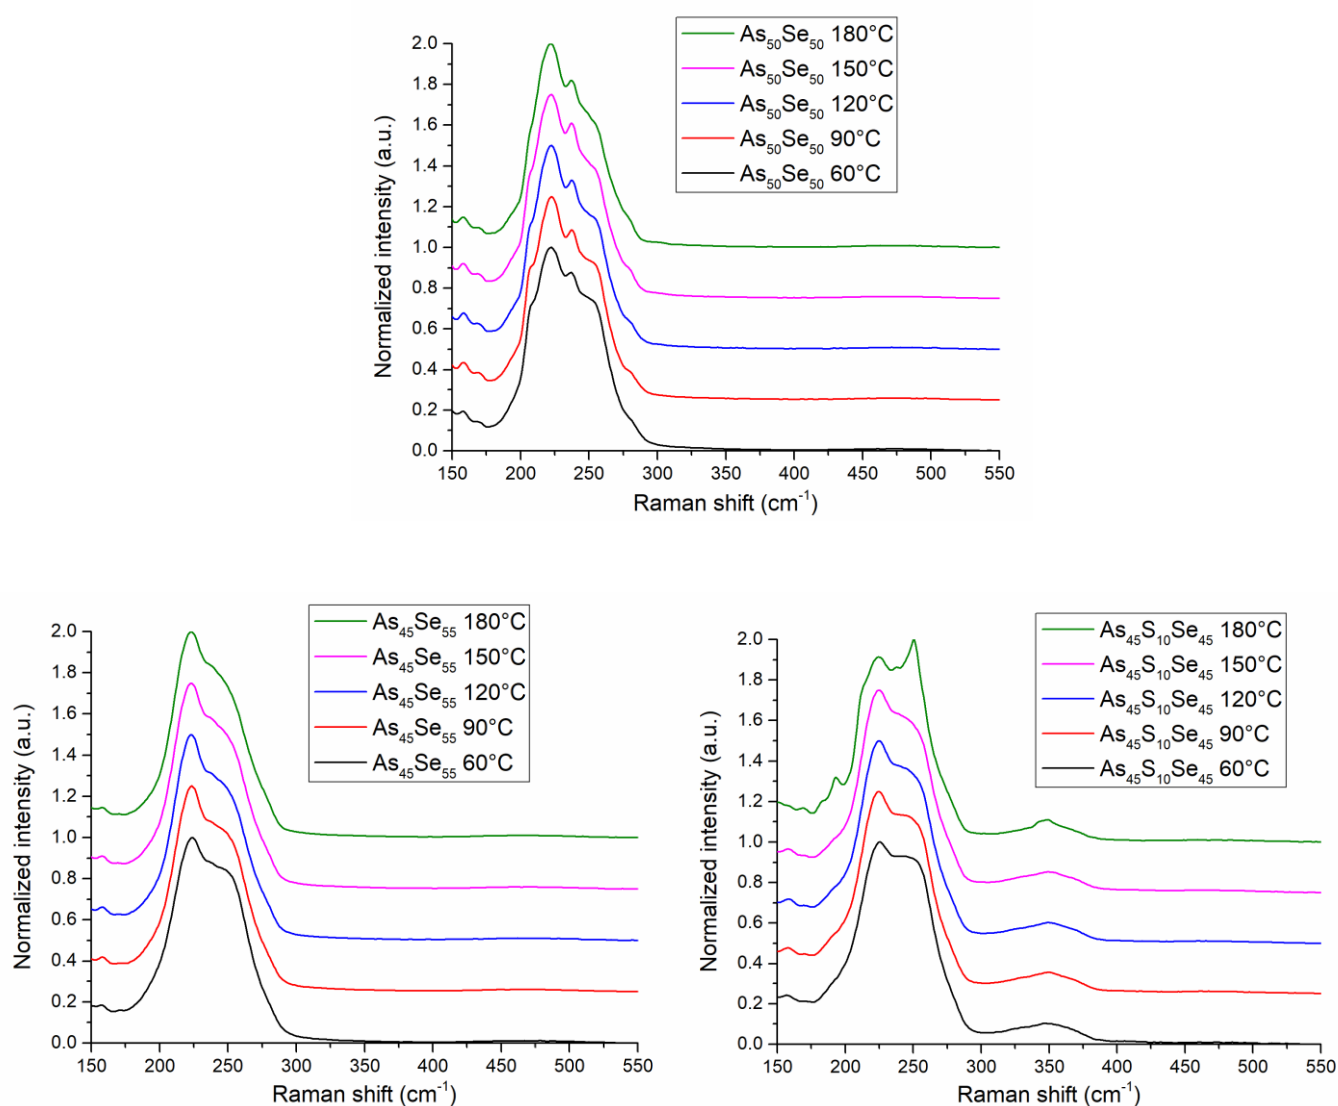 As₅₀Se₅₀ 180°C
As₅₀Se₅₀ 150°C
As₅₀Se₅₀ 120°C
As₅₀Se₅₀ 90°C
As₅₀Se₅₀ 60°C
Normalized intensity (a.u.)
2.0
1.8
1.6
1.4
1.2
1.0
0.8
0.6
0.4
0.2
0.0
150 200 250 300 350 400 450 500 550
Raman shift (cm⁻¹)
As₄₅Se₅₅ 180°C
As₄₅Se₅₅ 150°C
As₄₅Se₅₅ 120°C
As₄₅Se₅₅ 90°C
As₄₅Se₅₅ 60°C
Normalized intensity (a.u.)
2.0
1.8
1.6
1.4
1.2
1.0
0.8
0.6
0.4
0.2
0.0
150 200 250 300 350 400 450 500 550
Raman shift (cm⁻¹)
As₄₅S₁₀Se₄₅ 180°C
As₄₅S₁₀Se₄₅ 150°C
As₄₅S₁₀Se₄₅ 120°C
As₄₅S₁₀Se₄₅ 90°C
As₄₅S₁₀Se₄₅ 60°C
Normalized intensity (a.u.)
2.0
1.8
1.6
1.4
1.2
1.0
0.8
0.6
0.4
0.2
0.0
150 200 250 300 350 400 450 500 550
Raman shift (cm⁻¹)